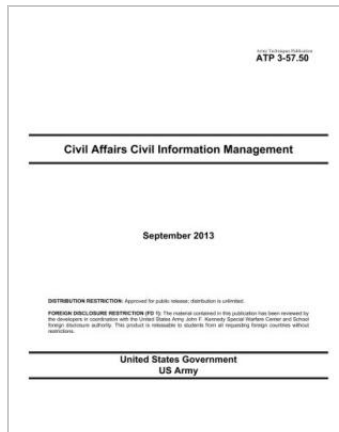 Army Techniques Publication
ATP 3-57.50
Civil Affairs Civil Information Management
September 2013
DISTRIBUTION RESTRICTION: Approved for public release; distribution is unlimited.
FOREIGN DISCLOSURE RESTRICTION (FD 1): The material contained in this publication has been reviewed by
the developers in coordination with the United States Army John F. Kennedy Special Warfare Center and School
foreign disclosure authority. This product is releasable to students from all requesting foreign countries without
restrictions.
United States Government
US Army